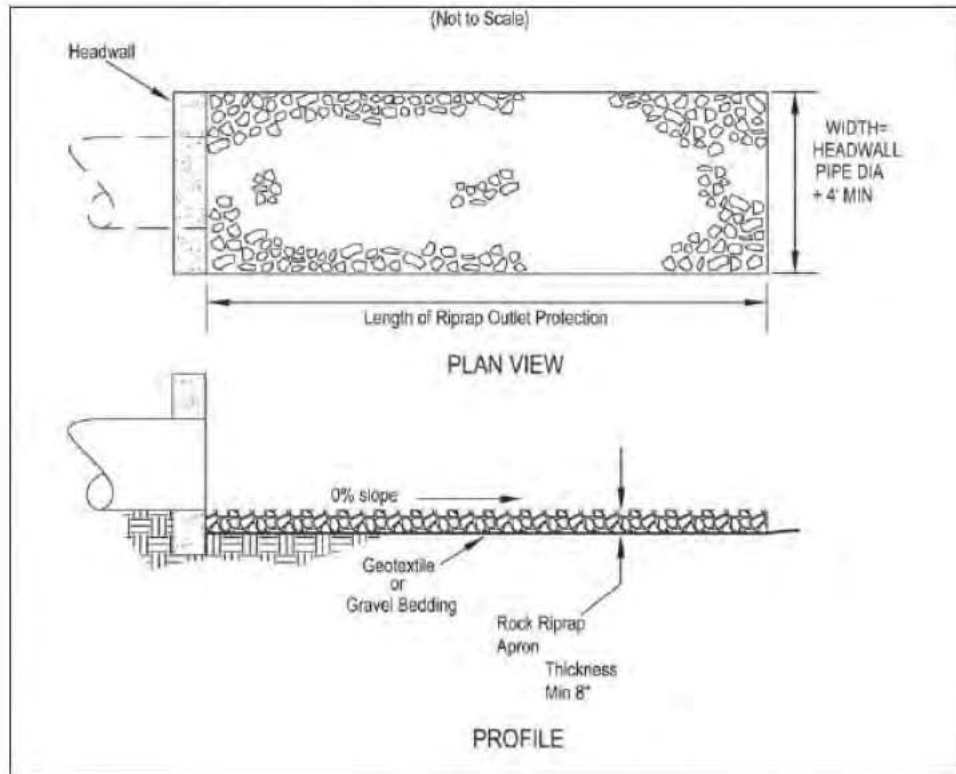 (Not to Scale)
Headwall
WIDTH=
HEADWALL
PIPE DIA
+ 4' MIN
Length of Riprap Outlet Protection
PLAN VIEW
0% slope
Geotextile
or
Gravel Bedding
Rock Riprap
Apron
Thickness
Min 8"
PROFILE